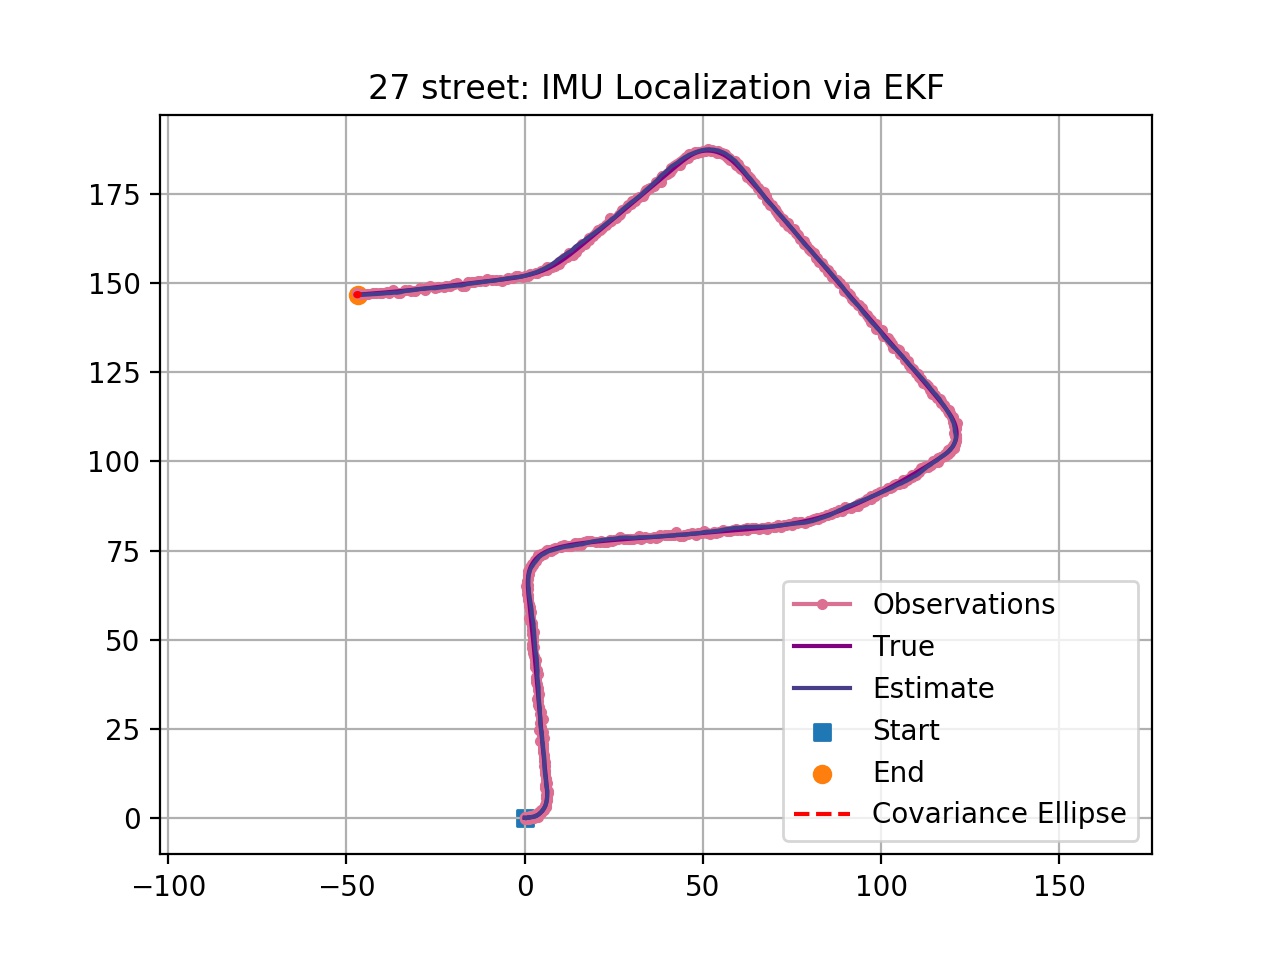 27 street: IMU Localization via EKF
175
150
125
100
75
50
25
0
−100
−50
0
50
100
150
Observations
True
Estimate
Start
End
Covariance Ellipse